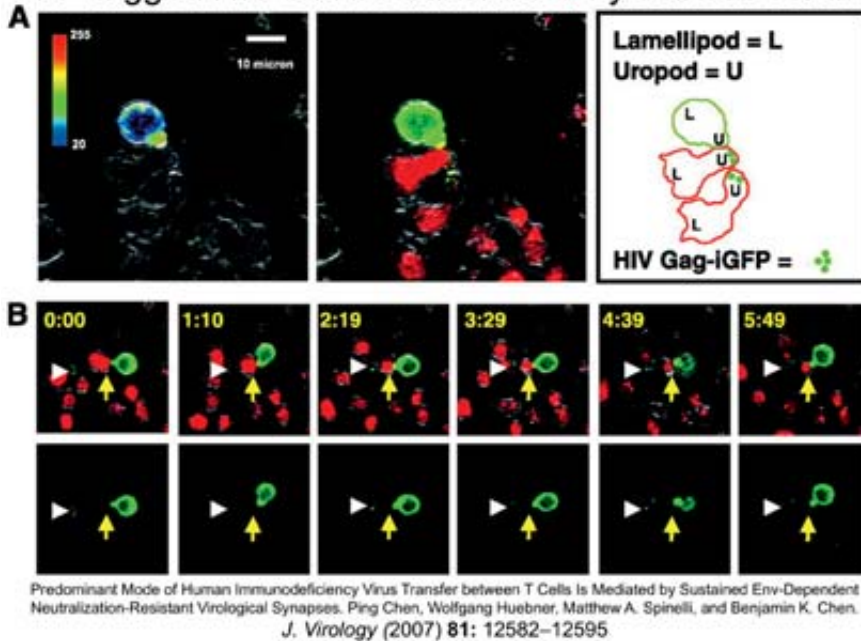 A
255
10 micron
20
Lamellipod = L
Uropod = U
L
U
U
L
U
L
HIV Gag-iGFP =
B
0:00
1:10
2:19
3:29
4:39
5:49
Predominant Mode of Human Immunodeficiency Virus Transfer between T Cells Is Mediated by Sustained Env-Dependent
Neutralization-Resistant Virological Synapses. Ping Chen, Wolfgang Huebner, Matthew A. Spinelli, and Benjamin K. Chen.
J. Virology (2007) 81: 12582–12595